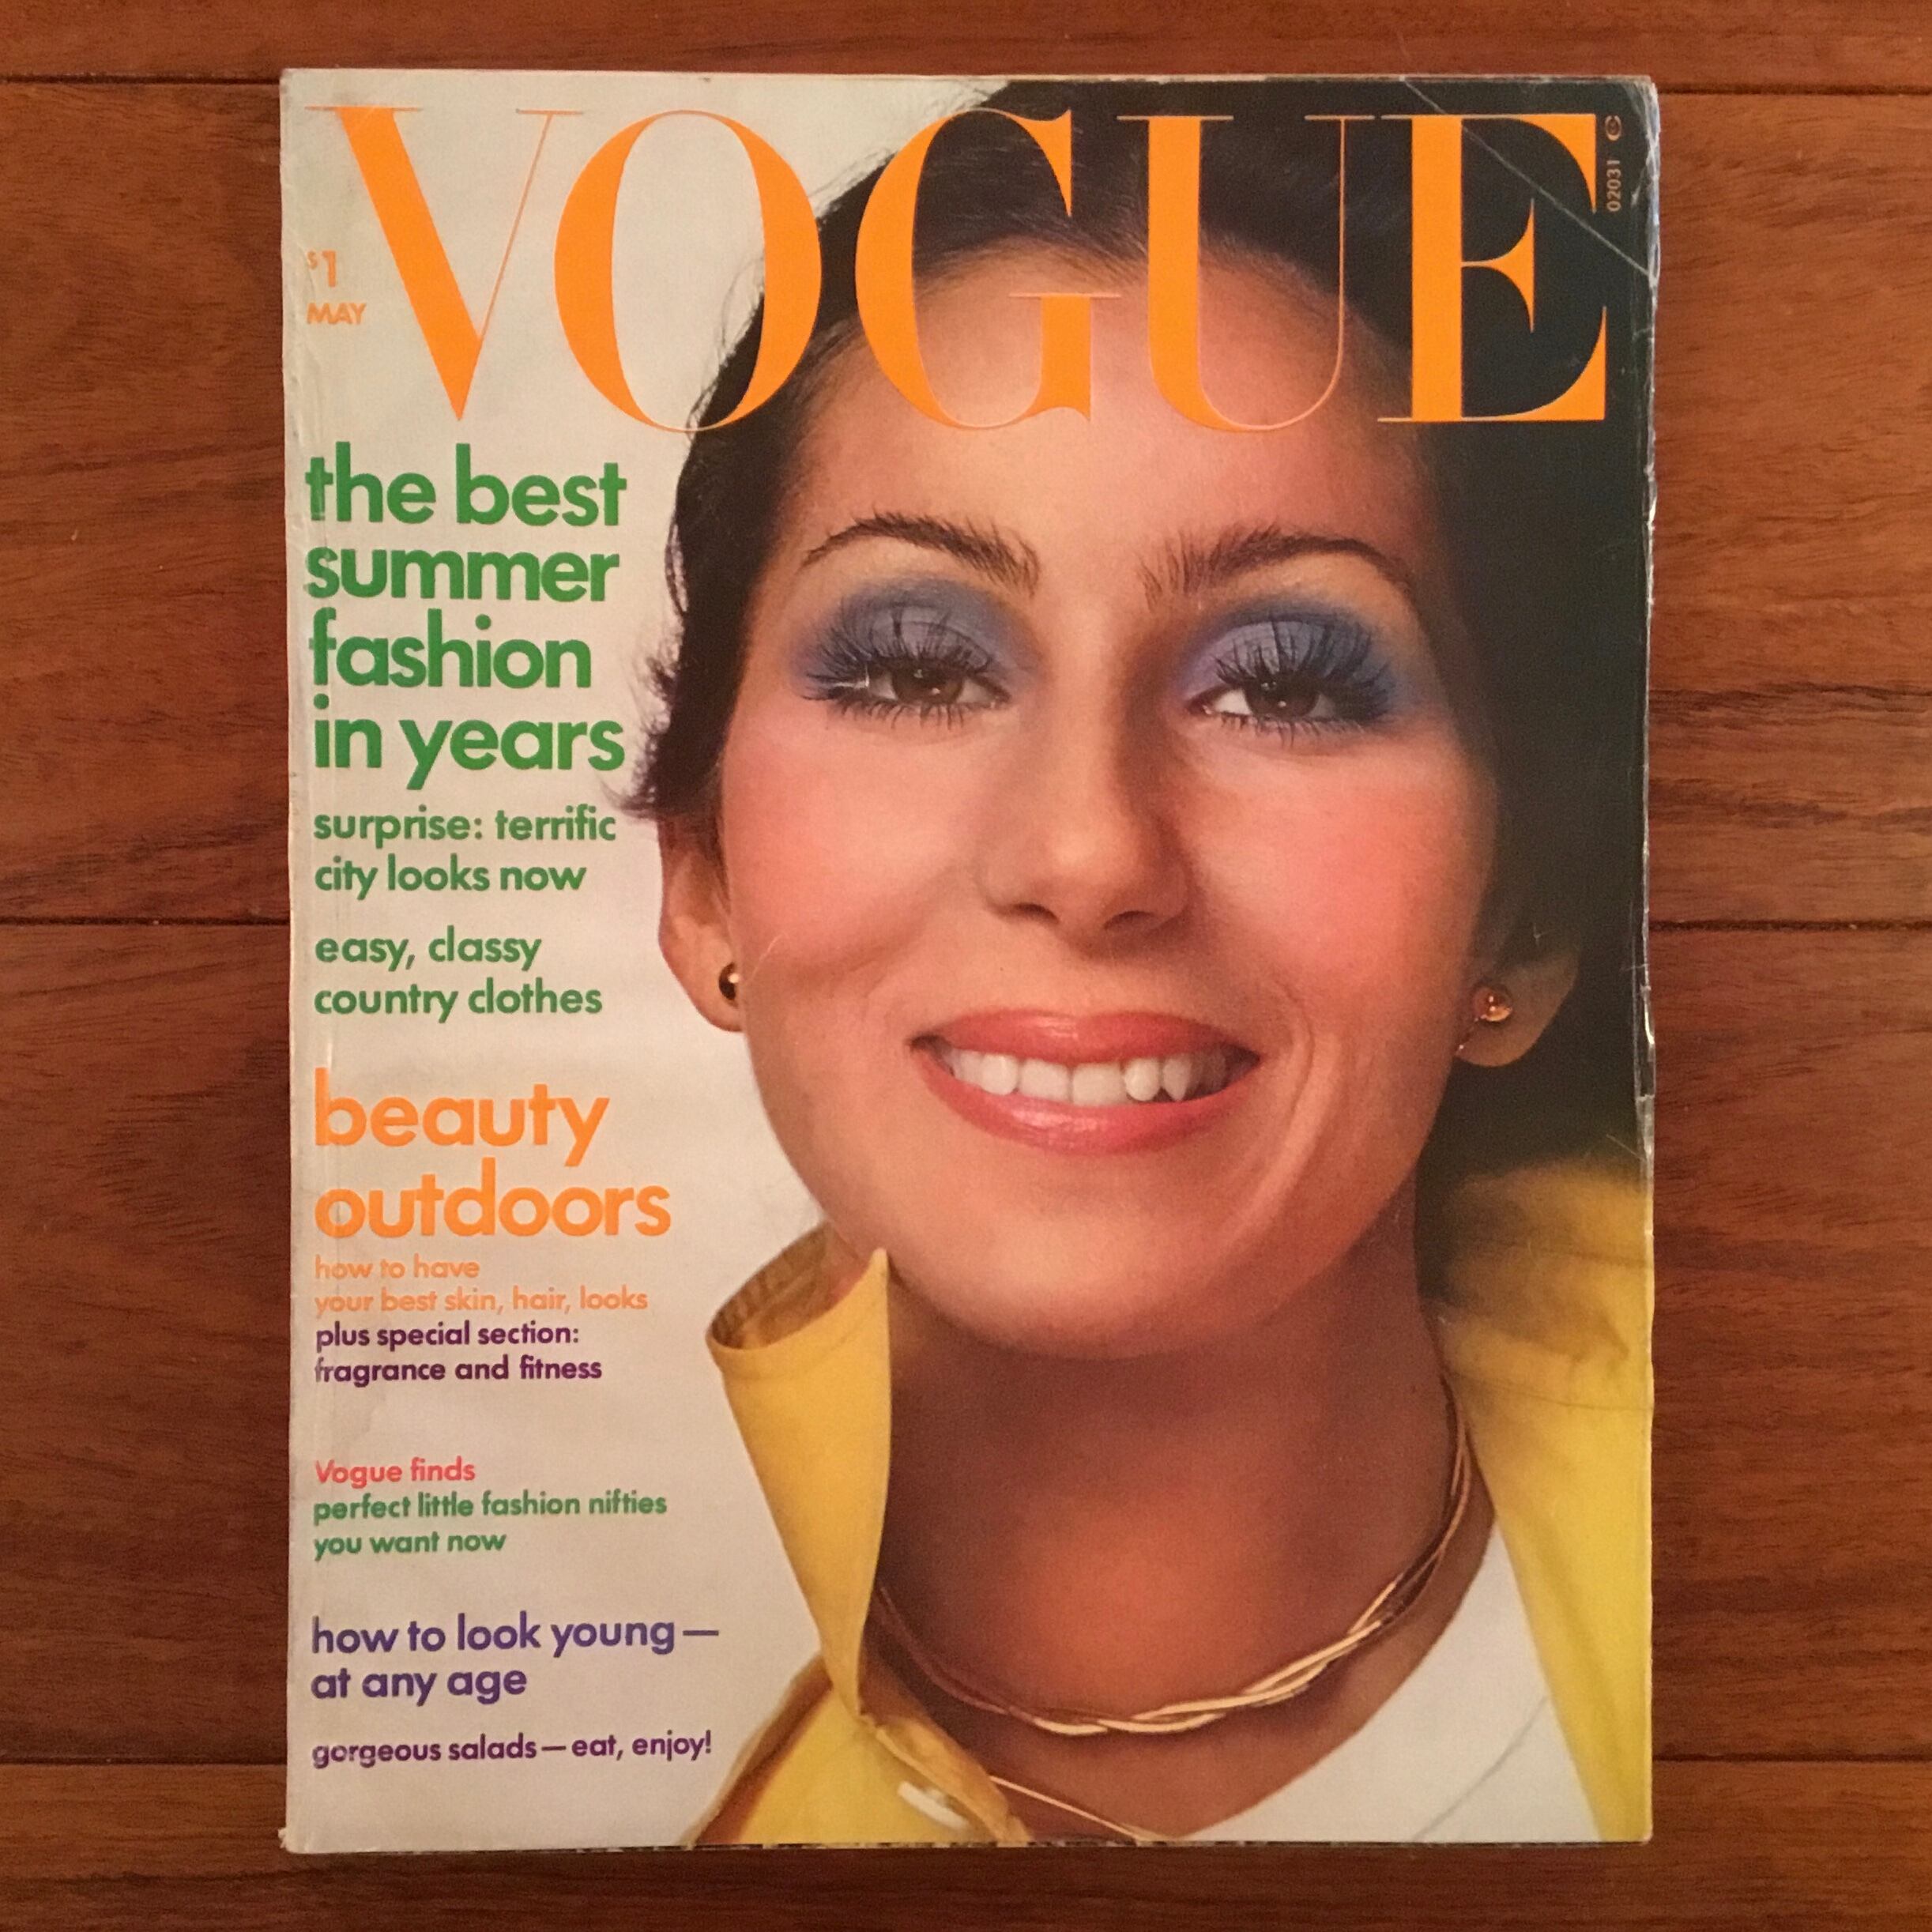 VOGUE
$1
MAY
02031 ©
the best
summer
fashion
in years
surprise: terrific
city looks now
easy, classy
country clothes
beauty
outdoors
how to have
your best skin, hair, looks
plus special section:
fragrance and fitness
Vogue finds
perfect little fashion nifties
you want now
how to look young—
at any age
gorgeous salads—eat, enjoy!